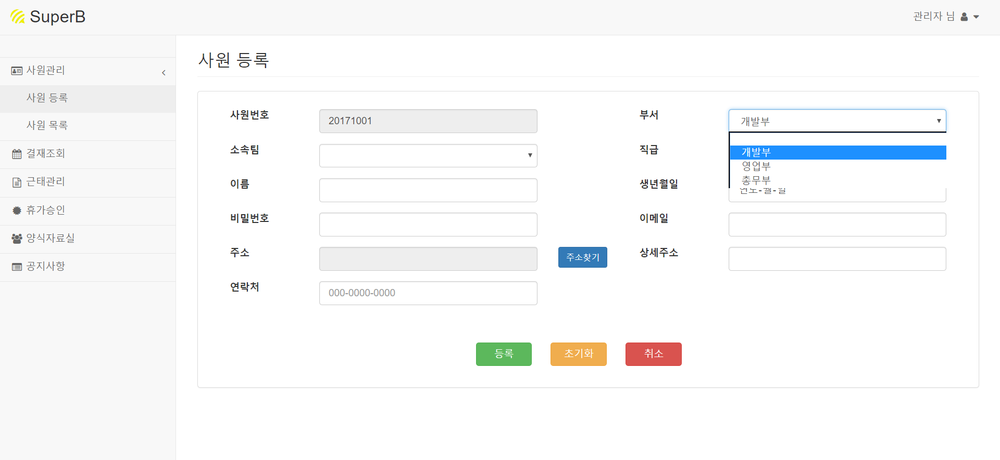 SuperB
관리자 님
사원관리
사원 등록
사원 목록
결재조회
근태관리
휴가승인
양식자료실
공지사항
사원 등록
사원번호 20171001 부서 개발부
개발부
영업부
총무부
소속팀 직급
이름 생년월일 연도-월-일
비밀번호 이메일
주소 주소찾기 상세주소
연락처 000-0000-0000
등록 초기화 취소